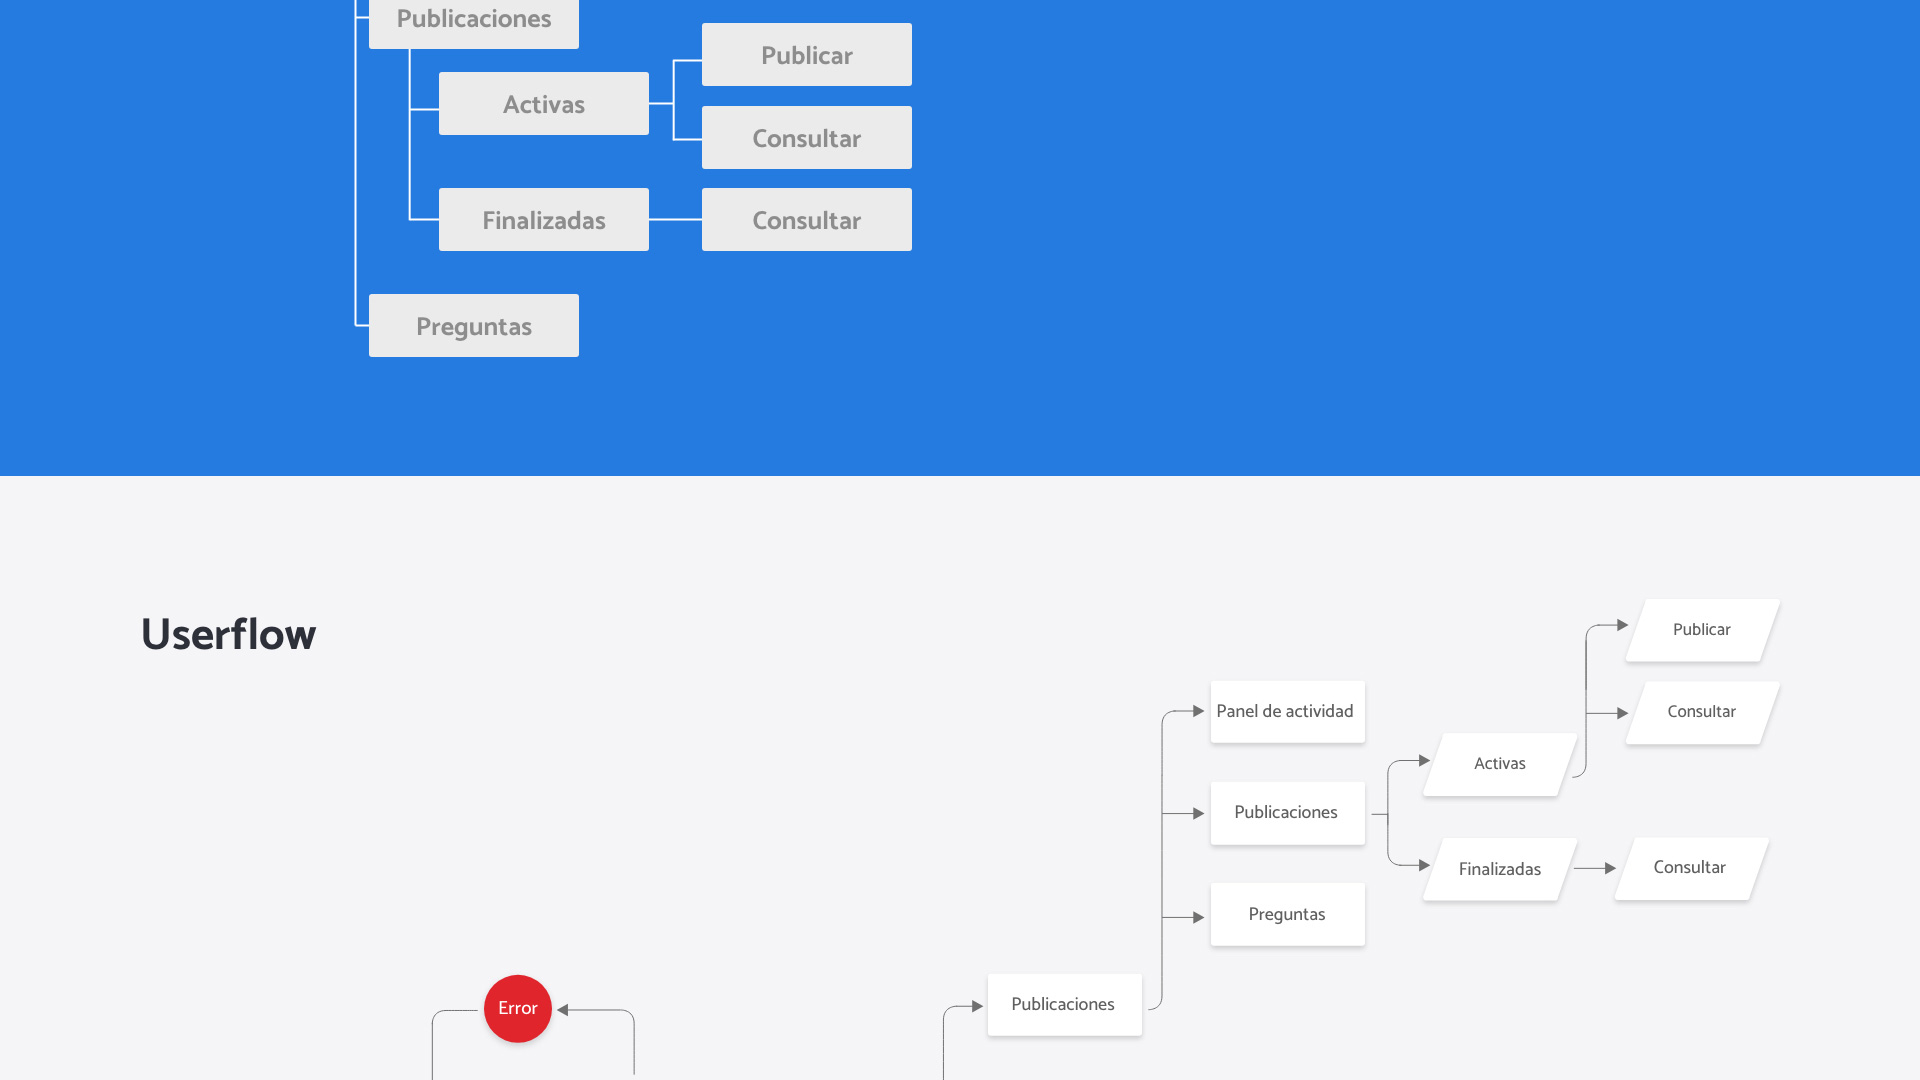 Publicaciones
Publicar
Activas
Consultar
Finalizadas
Consultar
Preguntas
Userflow
Publicar
Panel de actividad
Consultar
Activas
Publicaciones
Finalizadas
Consultar
Preguntas
Error
Publicaciones